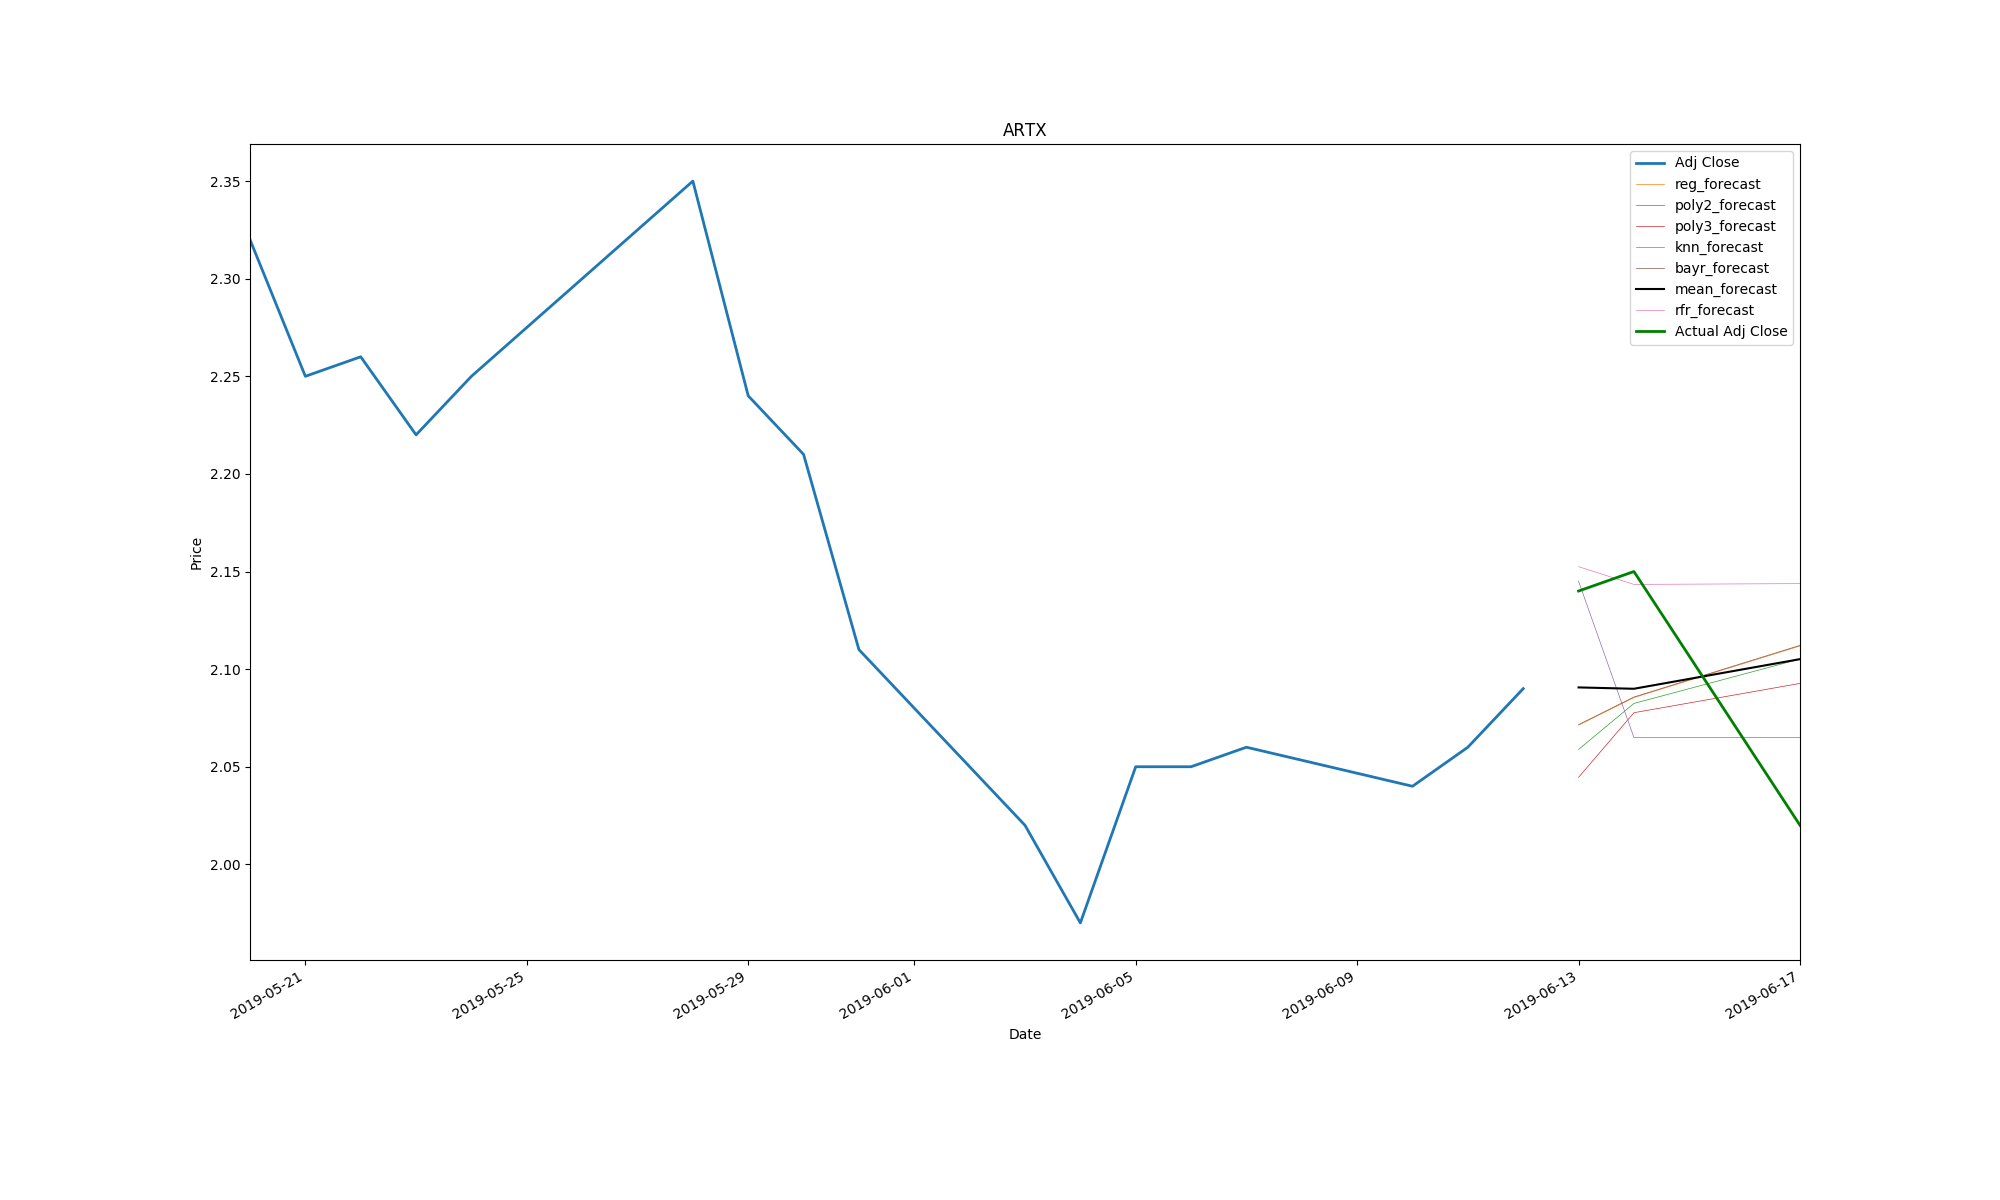 ARTX
Adj Close
reg_forecast
poly2_forecast
poly3_forecast
knn_forecast
bayr_forecast
mean_forecast
rfr_forecast
Actual Adj Close
Price
2.35
2.30
2.25
2.20
2.15
2.10
2.05
2.00
2019-05-21
2019-05-25
2019-05-29
2019-06-01
2019-06-05
2019-06-09
2019-06-13
2019-06-17
Date